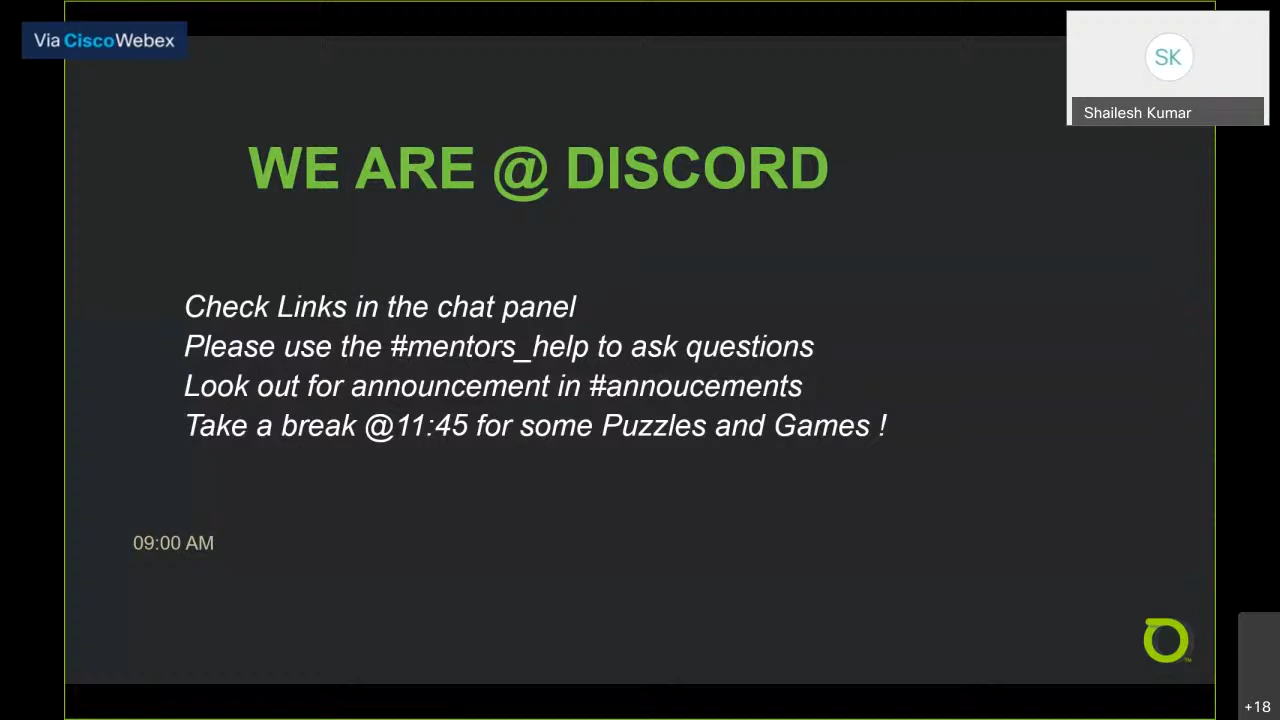 Via CiscoWebex
SK
Shailesh Kumar
WE ARE @ DISCORD
Check Links in the chat panel
Please use the #mentors_help to ask questions
Look out for announcement in #annoucements
Take a break @11:45 for some Puzzles and Games !
09:00 AM
TM
+18